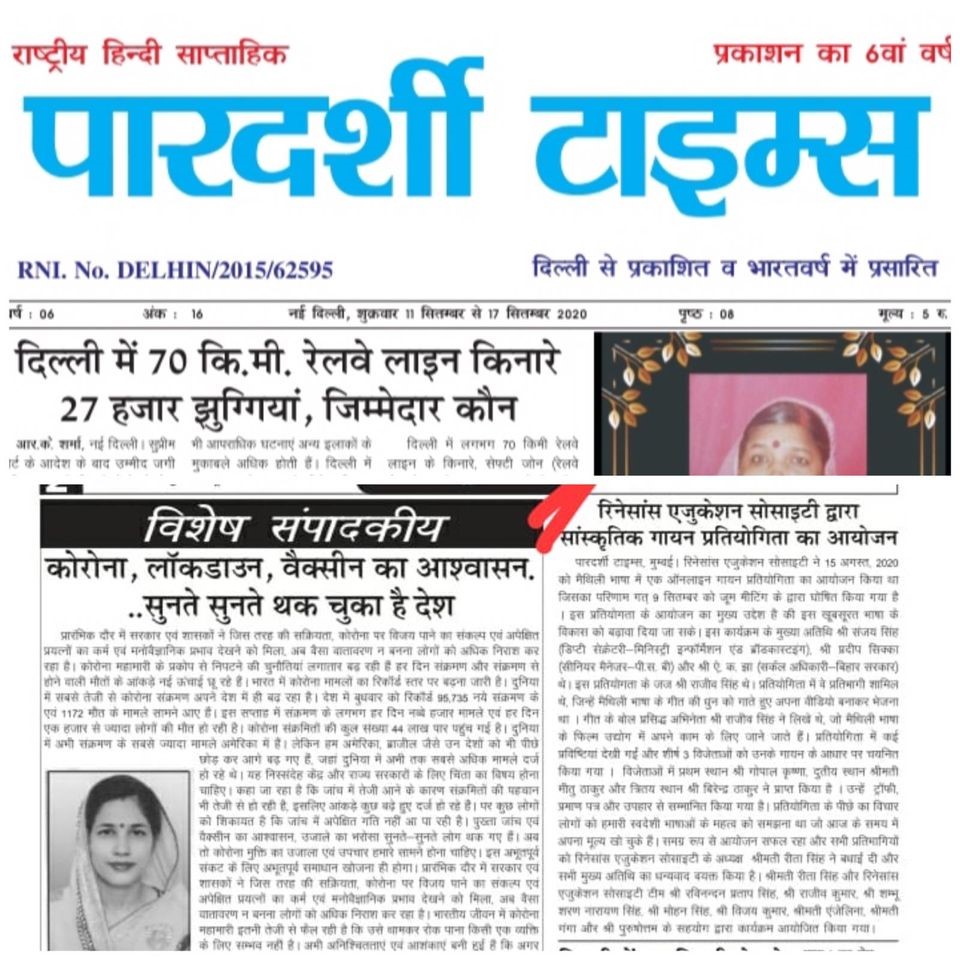 राष्ट्रीय हिन्दी साप्ताहिक
प्रकाशन का 6वां वर्ष
पारदर्शी टाइम्स
RNI. No. DELHIN/2015/62595
दिल्ली से प्रकाशित व भारतवर्ष में प्रसारित
र्ष : 06 अंक : 16 नई दिल्ली, शुक्रवार 11 सितम्बर से 17 सितम्बर 2020 पृष्ठ : 08 मूल्य : 5 रु.
दिल्ली में 70 कि.मी. रेलवे लाइन किनारे
27 हजार झुग्गियां, जिम्मेदार कौन
आर.के. शर्मा, नई दिल्ली। सुप्रीम
र्ट के आदेश के बाद उम्मीद जगी
भी आपराधिक घटनाएं अन्य इलाकों के
मुकाबले अधिक होती हैं। दिल्ली में
दिल्ली में लगभग 70 किमी रेलवे
लाइन के किनारे, सेफ्टी जोन (रेलवे
विशेष संपादकीय
कोरोना, लॉकडाउन, वैक्सीन का आश्वासन.
..सुनते सुनते थक चुका है देश
प्रारंभिक दौर में सरकार एवं शासकों ने जिस तरह की सक्रियता, कोरोना पर विजय पाने का संकल्प एवं अपेक्षित
प्रयत्नों का कर्म एवं मनोवैज्ञानिक प्रभाव देखने को मिला, अब वैसा वातावरण न बनना लोगों को अधिक निराश कर
रहा है। कोरोना महामारी के प्रकोप से निपटने की चुनौतियां लगातार बढ़ रही हैं हर दिन संक्रमण और संक्रमण से
होने वाली मौतों के आंकड़े नई ऊंचाई छू रहे हैं। भारत में कोरोना मामलों का रिकॉर्ड स्तर पर बढ़ना जारी है। दुनिया
में सबसे तेजी से कोरोना संक्रमण अपने देश में ही बढ़ रहा है। देश में बुधवार को रिकॉर्ड 95,735 नये संक्रमण के
एवं 1172 मौत के मामले सामने आए हैं। इस सप्ताह में संक्रमण के लगभग हर दिन नब्बे हजार मामले एवं हर दिन
एक हजार से ज्यादा लोगों की मौत हो रही है। कोरोना संक्रमितों की कुल सख्या 44 लाख पार पहुंच गई है। दुनिया
में अभी संक्रमण के सबसे ज्यादा मामले अमेरिका में हैं। लेकिन हम अमेरिका, ब्राजील जैसे उन देशों को भी पीछे
छोड़ कर आगे बढ़ गए हैं, जहां दुनिया में अभी तक सबसे अधिक मामले दर्ज
हो रहे थे। यह निस्संदेह केंद्र और राज्य सरकारों के लिए चिंता का विषय होना
चाहिए। कहा जा रहा है कि जांच में तेजी आने के कारण संक्रमितों की पहचान
भी तेजी से हो रही है, इसलिए आंकड़े कुछ बढ़े हुए दर्ज हो रहे हैं। पर कुछ लोगों
को शिकायत है कि जांच में अपेक्षित गति नहीं आ पा रही है। पुख्ता जांच एवं
वैक्सीन का आश्वासन, उजाला का भरोसा सुनते-सुनते लोग थक गए हैं। अब
तो कोरोना मुक्ति का उजाला एवं उपचार हमारे सामने होना चाहिए। इस अभूतपूर्व
संकट के लिए अभूतपूर्व समाधान खोजना ही होगा। प्रारंभिक दौर में सरकार एवं
शासकों ने जिस तरह की सक्रियता, कोरोना पर विजय पाने का संकल्प एवं
अपेक्षित प्रयत्नों का कर्म एवं मनोवैज्ञानिक प्रभाव देखने को मिला, अब वैसा
वातावरण न बनना लोगों को अधिक निराश कर रहा है। भारतीय जीवन में कोरोना
महामारी इतनी तेजी से फेल रही है कि उसे थामकर रोक पाना किसी एक व्यक्ति
के लिए सम्भव नहीं है। अभी अनिश्चितताएं एवं आशंकाएं बनी हुई हैं कि अगर
रिनेसांस एजुकेशन सोसाइटी द्वारा
सांस्कृतिक गायन प्रतियोगिता का आयोजन
पारदर्शी टाइम्स, मुम्बई। रिनेसांस एजुकेशन सोसाइटी ने 15 अगस्त, 2020
को मैथिली भाषा में एक ऑनलाइन गायन प्रतियोगिता का आयोजन किया था
जिसका परिणाम गत् 9 सितम्बर को जूम मीटिंग के द्वारा घोषित किया गया है
। इस प्रतियोगिता के आयोजन का मुख्य उद्देश है की इस खूबसूरत भाषा के
विकास को बढ़ावा दिया जा सके। इस कार्यक्रम के मुख्या अतिथि श्री संजय सिंह
(डिप्टी सेक्रेटरी–मिनिस्ट्री इन्फॉर्मेशन एंड ब्रॉडकास्टइंग), श्री प्रदीप सिक्का
(सीनियर मैनेजर–पी.स.बी) और श्री ऐ. क. झा (सर्कल अधिकारी–बिहार सरकार)
थे। इस प्रतियोगिता के जज श्री राजीव सिंह थे। प्रतियोगिता में वे प्रतिभागी शामिल
थे, जिन्हें मैथिली भाषा के गीत की धुन को गाते हुए अपना वीडियो बनाकर भेजना
था । गीत के बोल प्रसिद्ध अभिनेता श्री राजीव सिंह ने लिखे थे, जो मैथिली भाषा
के फिल्म उद्योग में अपने काम के लिए जाने जाते हैं। प्रतियोगिता में कई
प्रविष्टियां देखी गई और शीर्ष 3 विजेताओं को उनके गायन के आधार पर चयनित
किया गया । विजेताओं में प्रथम स्थान श्री गोपाल कृष्णा, दुतीय स्थान श्रीमती
मीतु ठाकुर और त्रितय स्थान श्री बिरेन्द्र ठाकुर ने प्राप्त किया है । उन्हें ट्रॉफी,
प्रमाण पत्र और उपहार से सम्मानित किया गया है। प्रतियोगिता के पीछे का विचार
लोगों को हमारी स्वदेशी भाषाओं के महत्व को समझना था जो आज के समय में
अपना मूल्य खो चुके हैं। समग्र रूप से आयोजन सफल रहा और सभी प्रतिभागियों
को रिनेसांस एजुकेशन सोसाइटी के अध्यक्ष श्रीमती रीता सिंह ने बधाई दी और
सभी मुख्य अतिथि का धन्यवाद वयक्त किया है। श्रीमती रीता सिंह और रिनेसांस
एजुकेशन सोसाइटी टीम श्री रविनन्दन प्रताप सिंह, श्री राजीव कुमार, श्री शम्भू
शरण नारायण सिंह, श्री मोहन सिंह, श्री विजय कुमार, श्रीमती एंजेलिना, श्रीमती
गंगा और श्री पुरुषोत्तम के सहयोग द्वारा कार्यक्रम आयोजित किया गया।